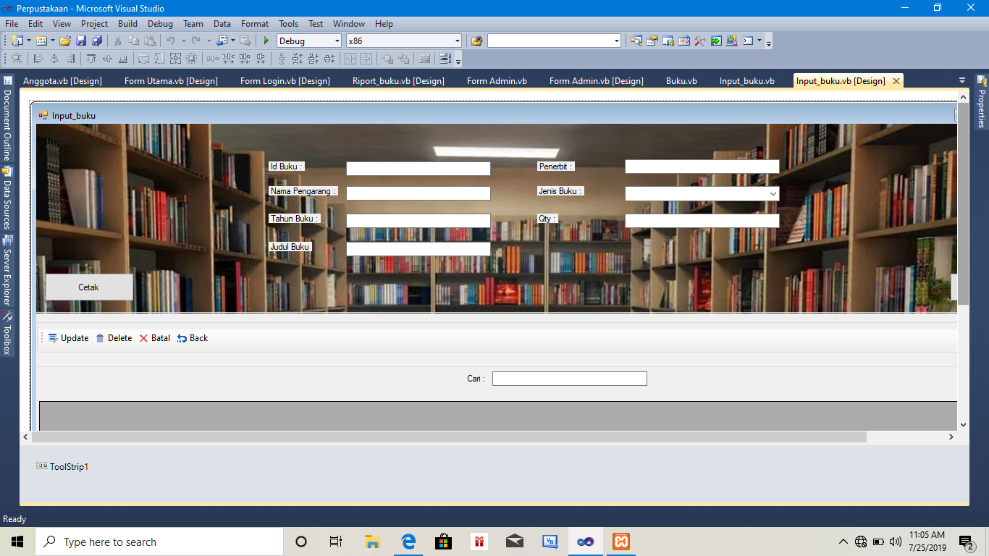 Perpustakaan - Microsoft Visual Studio
File Edit View Project Build Debug Team Data Format Tools Test Window Help
Debug x86
Anggota.vb [Design] Form Utama.vb [Design] Form Login.vb [Design] Riport_buku.vb [Design] Form Admin.vb Form Admin.vb [Design] Buku.vb Input_buku.vb Input_buku.vb [Design]
Document Outline
Data Sources
Server Explorer
Toolbox
Properties
Input_buku
Id Buku : Penerbit :
Nama Pengarang : Jenis Buku :
Tahun Buku : Qty :
Judul Buku
Cetak
Update Delete Batal Back
Cari :
ToolStrip1
Ready
Type here to search
11:05 AM
7/25/2019
2